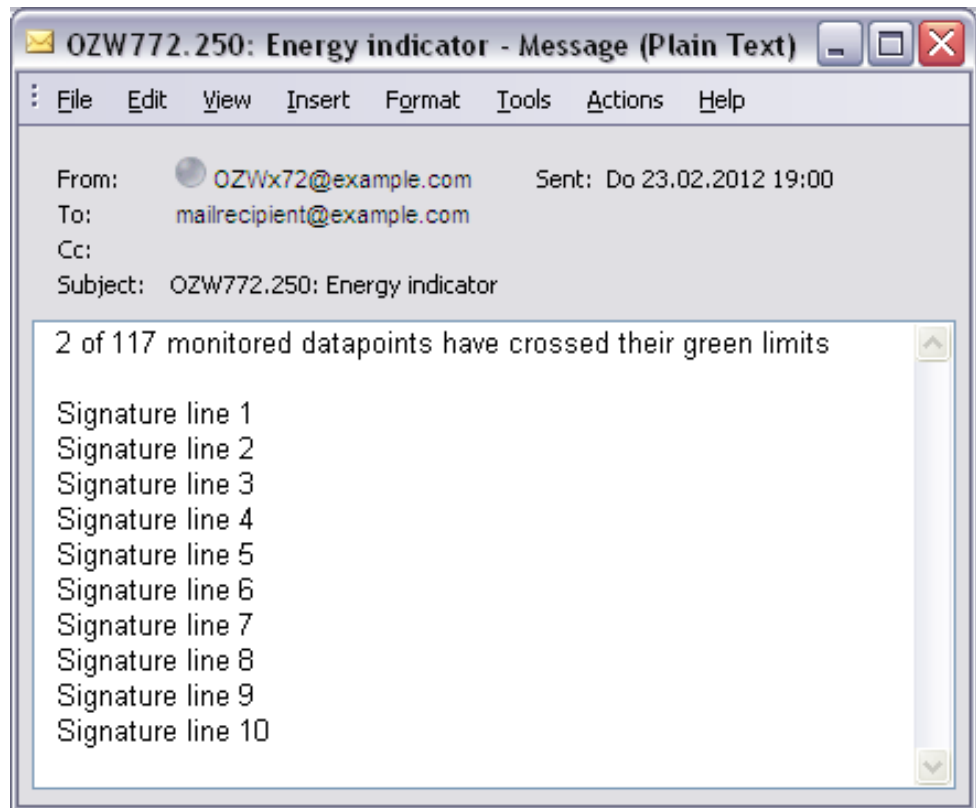 OZW772.250: Energy indicator - Message (Plain Text)
File Edit View Insert Format Tools Actions Help
From: OZWx72@example.com Sent: Do 23.02.2012 19:00
To: mailrecipient@example.com
Cc:
Subject: OZW772.250: Energy indicator
2 of 117 monitored datapoints have crossed their green limits
Signature line 1
Signature line 2
Signature line 3
Signature line 4
Signature line 5
Signature line 6
Signature line 7
Signature line 8
Signature line 9
Signature line 10